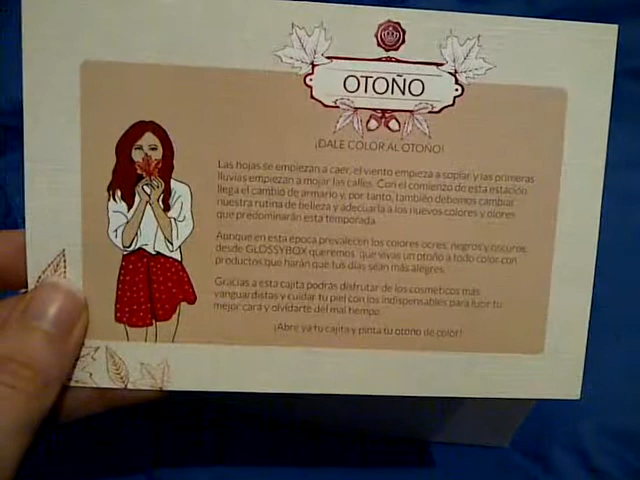 OTOÑO
¡DALE COLOR AL OTOÑO!
Las hojas se empiezan a caer, el viento empieza a soplar y las primeras
lluvias empiezan a mojar las calles. Con el comienzo de esta estación
llega el cambio de armario y, por tanto, también debemos cambiar
nuestra rutina de belleza y adecuarla a los nuevos colores y olores
que predominarán esta temporada.
Aunque en esta época prevalecen los colores ocres, negros y oscuros,
desde GLOSSYBOX queremos que vivas un otoño a todo color con
productos que harán que tus días sean más alegres.
Gracias a esta cajita podrás disfrutar de los cosméticos más
vanguardistas y cuidar tu piel con los indispensables para lucir tu
mejor cara y olvidarte del mal tiempo.
¡Abre ya tu cajita y pinta tu otoño de color!